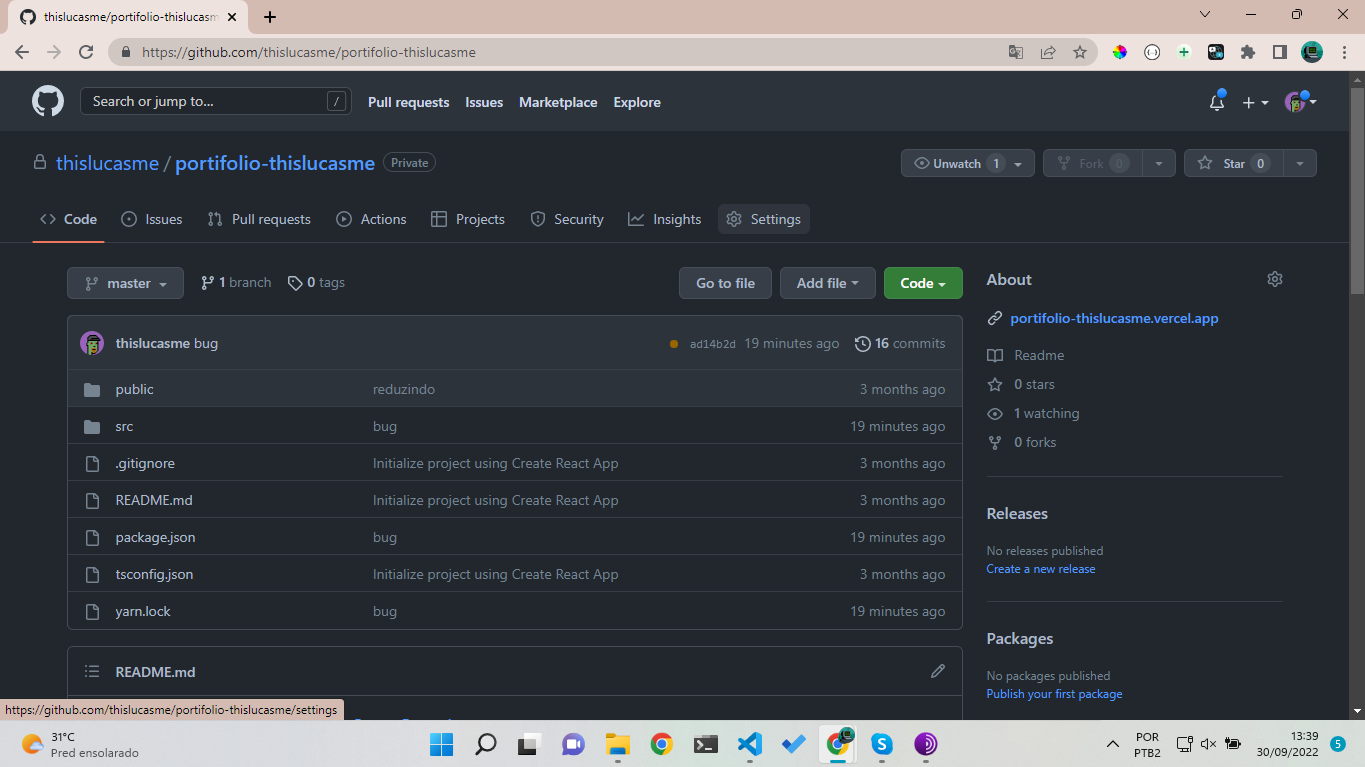 thislucasme/portifolio-thislucasm
https://github.com/thislucasme/portifolio-thislucasme
Search or jump to... /
Pull requests Issues Marketplace Explore
thislucasme / portifolio-thislucasme Private
Unwatch 1 Fork 0 Star 0
Code Issues Pull requests Actions Projects Security Insights Settings
master 1 branch 0 tags Go to file Add file Code
thislucasme bug ad14b2d 19 minutes ago 16 commits
public reduzindo 3 months ago
src bug 19 minutes ago
.gitignore Initialize project using Create React App 3 months ago
README.md Initialize project using Create React App 3 months ago
package.json bug 19 minutes ago
tsconfig.json Initialize project using Create React App 3 months ago
yarn.lock bug 19 minutes ago
README.md
About
portifolio-thislucasme.vercel.app
Readme
0 stars
1 watching
0 forks
Releases
No releases published
Create a new release
Packages
No packages published
Publish your first package
https://github.com/thislucasme/portifolio-thislucasme/settings
31°C
Pred ensolarado
POR
PTB2
13:39
30/09/2022
5